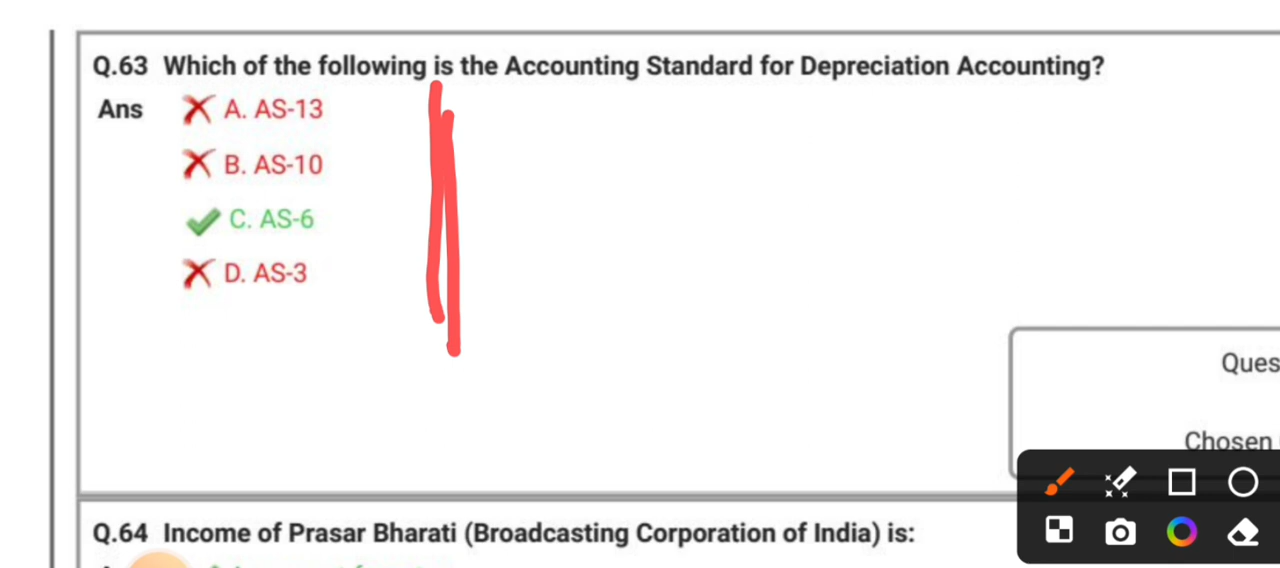 Q.63 Which of the following is the Accounting Standard for Depreciation Accounting?
Ans A. AS-13
B. AS-10
C. AS-6
D. AS-3
Ques
Chosen
Q.64 Income of Prasar Bharati (Broadcasting Corporation of India) is: